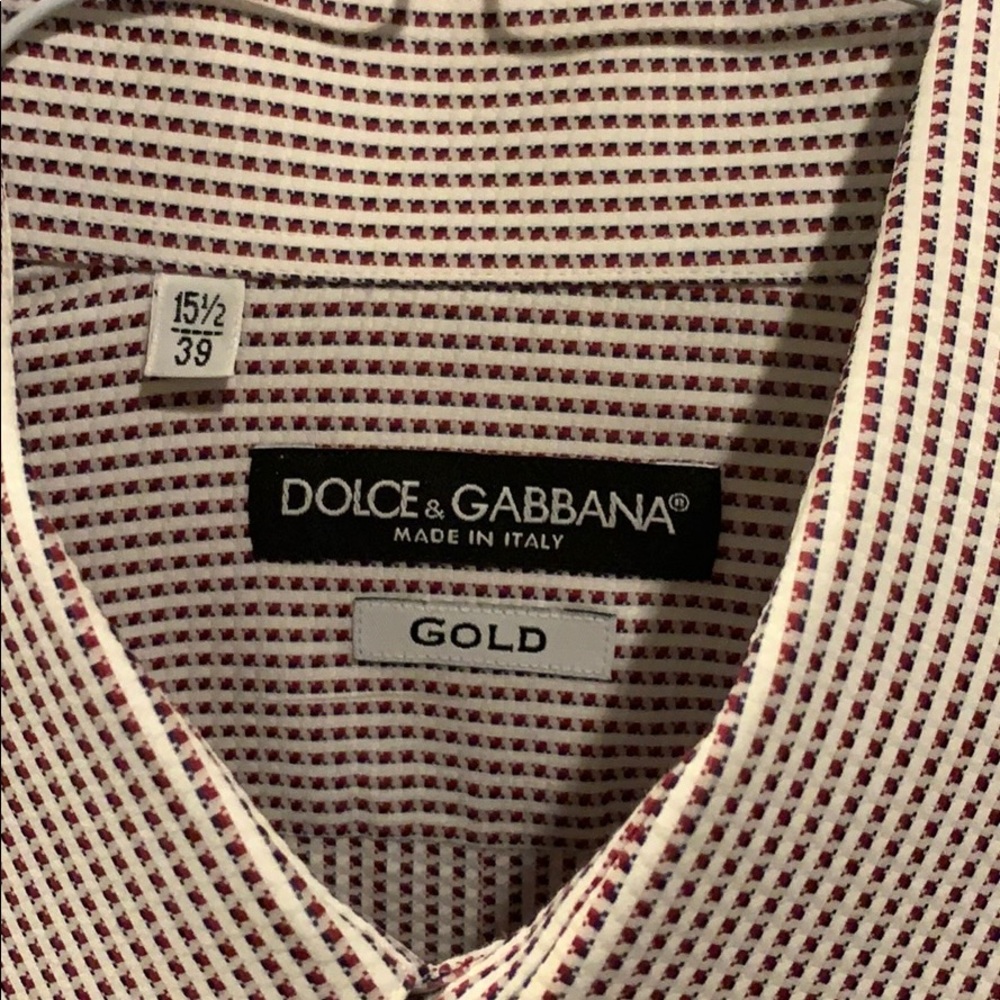 15½
39
DOLCE & GABBANA®
MADE IN ITALY
GOLD